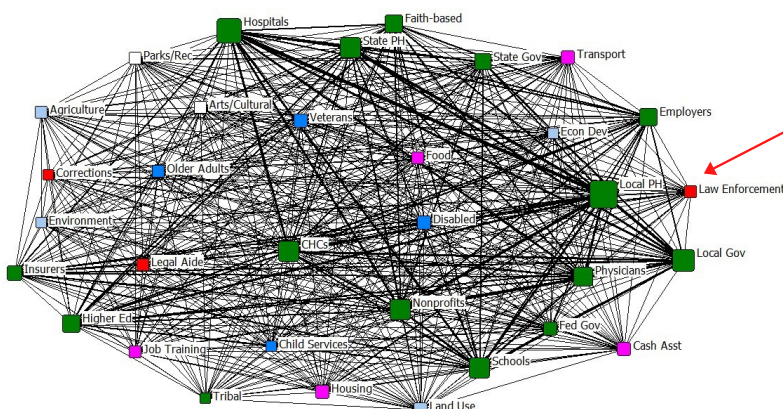 Hospitals
Faith-based
State PH
Parks/Rec
State Gov
Transport
Agriculture
Arts/Cultural
Veterans
Employers
Econ Dev
Food
Corrections
Older Adults
Local PH
Law Enforcement
Environment
Disabled
CHCs
Local Gov
Insurers
Legal Aide
Physicians
Nonprofits
Higher Ed
Fed Gov
Job Training
Child Services
Cash Asst
Schools
Tribal
Housing
Land Use